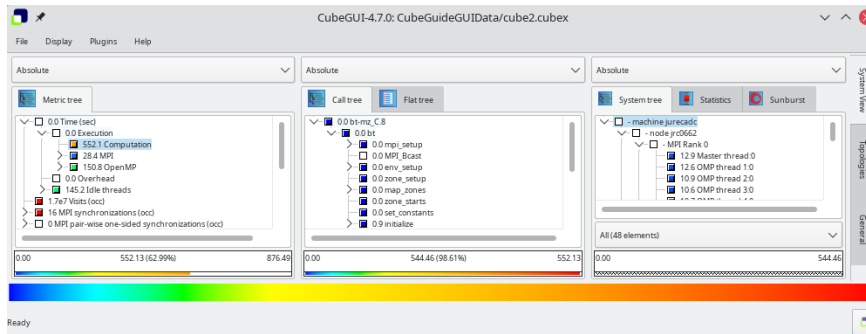 CubeGUI-4.7.0: CubeGuideGUIData/cube2.cubex
File Display Plugins Help
Absolute Absolute Absolute
Metric tree Call tree Flat tree System tree Statistics Sunburst
0.0 Time (sec)
0.0 Execution
552.1 Computation
28.4 MPI
150.8 OpenMP
0.0 Overhead
145.2 Idle threads
1.7e7 Visits (occ)
16 MPI synchronizations (occ)
0 MPI pair-wise one-sided synchronizations (occ)
0.0 bt-mz_C.8
0.0 bt
0.0 mpi_setup
0.0 MPI_Bcast
0.0 env_setup
0.0 zone_setup
0.0 map_zones
0.0 zone_starts
0.0 set_constants
0.9 initialize
- machine jurecadc
- node jrc0662
- MPI Rank 0
12.9 Master thread:0
12.6 OMP thread 1:0
10.9 OMP thread 2:0
10.6 OMP thread 3:0
All (48 elements)
0.00 552.13 (62.99%) 876.49
0.00 544.46 (98.61%) 552.13
0.00 544.46
System View
Topologies
General
Ready